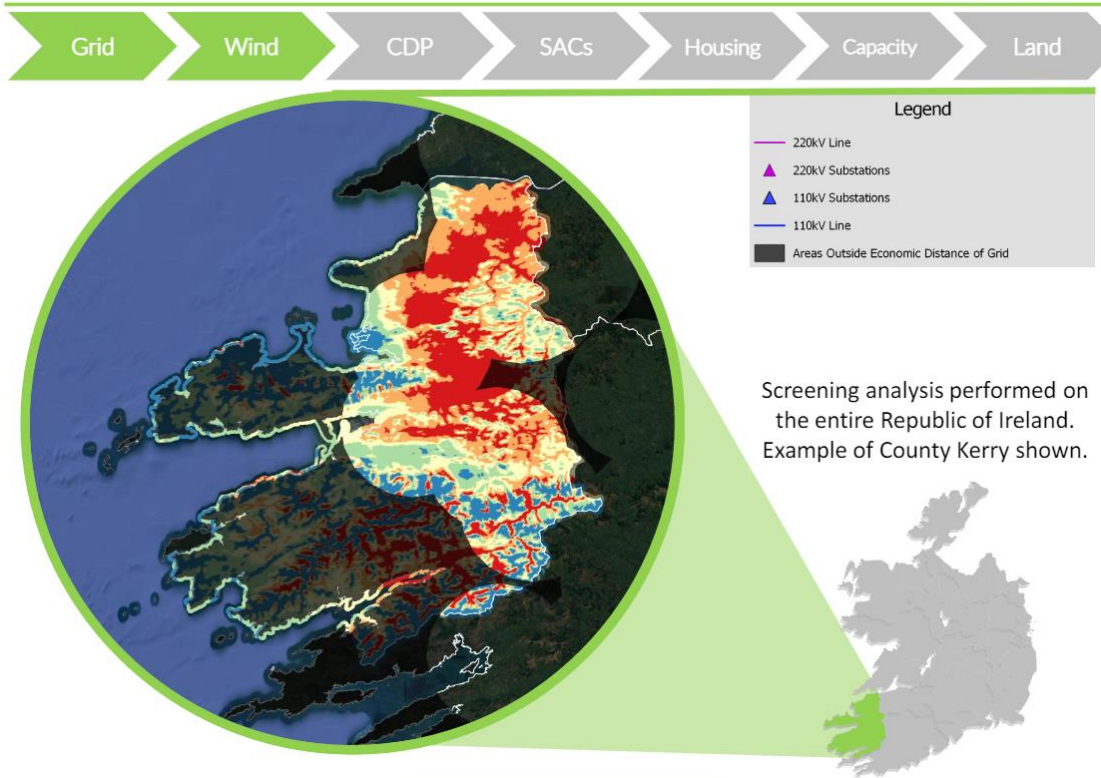 Grid
Wind
CDP
SACs
Housing
Capacity
Land
Legend
220kV Line
220kV Substations
110kV Substations
110kV Line
Areas Outside Economic Distance of Grid
Screening analysis performed on
the entire Republic of Ireland.
Example of County Kerry shown.